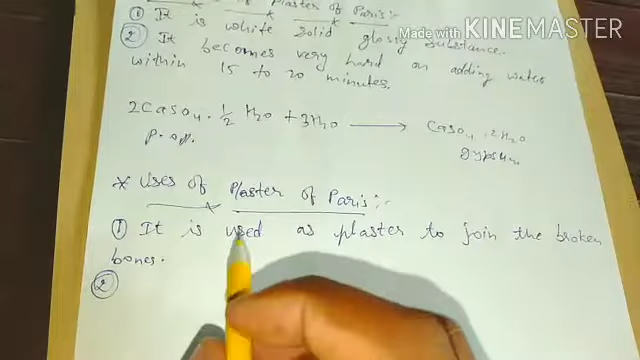 of Plaster of Paris:-
Made with KINEMASTER
① It is white solid glossy substance.
② It becomes very hard on adding water
within 15 to 20 minutes.
2CaSO4 . 1/2 H2O + 3H2O ⟶ CaSO4 . 2H2O
P.OP. gypsum
* Uses of Plaster of Paris:-
① It is used as plaster to join the broken
bones.
②